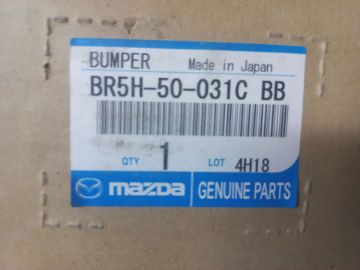 BUMPER Made in Japan
BR5H-50-031C BB
QTY 1 LOT 4H18
mazda GENUINE PARTS